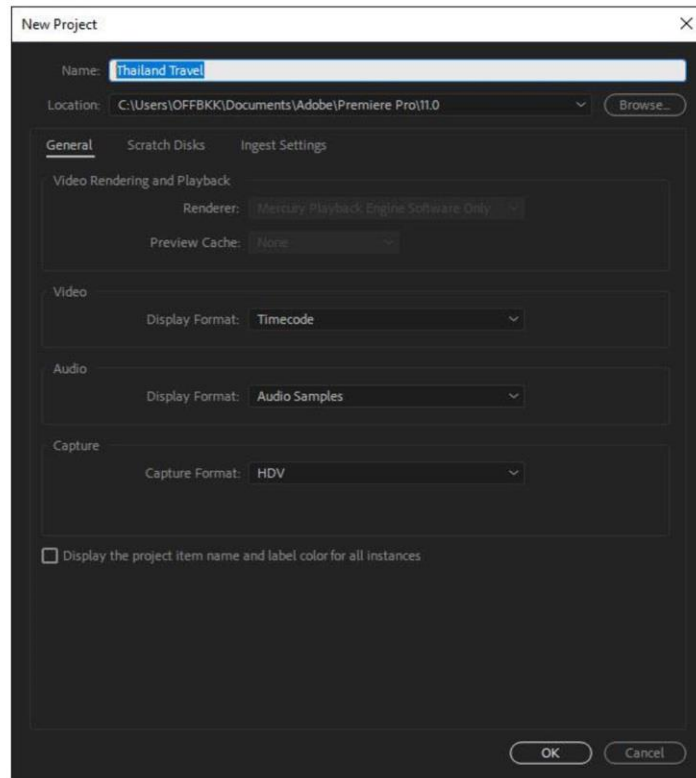 New Project
Name: Thailand Travel
Location: C:\Users\OFFBKK\Documents\Adobe\Premiere Pro\11.0 Browse...
General Scratch Disks Ingest Settings
Video Rendering and Playback
Renderer: Mercury Playback Engine Software Only
Preview Cache: None
Video
Display Format: Timecode
Audio
Display Format: Audio Samples
Capture
Capture Format: HDV
Display the project item name and label color for all instances
OK Cancel